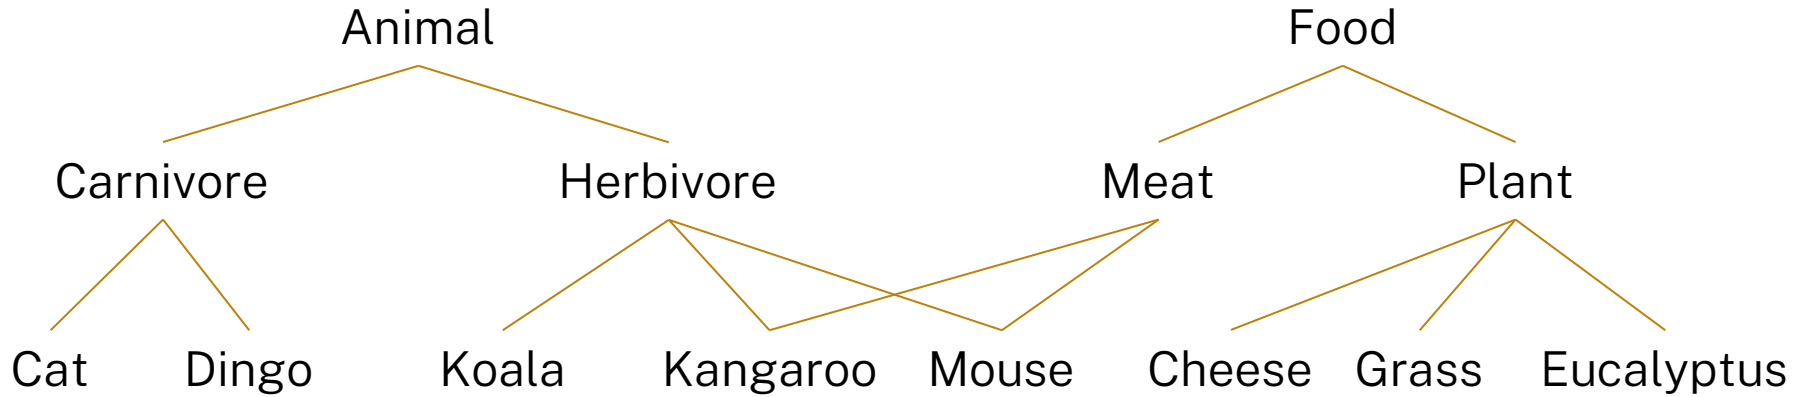 Animal Food
Carnivore Herbivore Meat Plant
Cat Dingo Koala Kangaroo Mouse Cheese Grass Eucalyptus